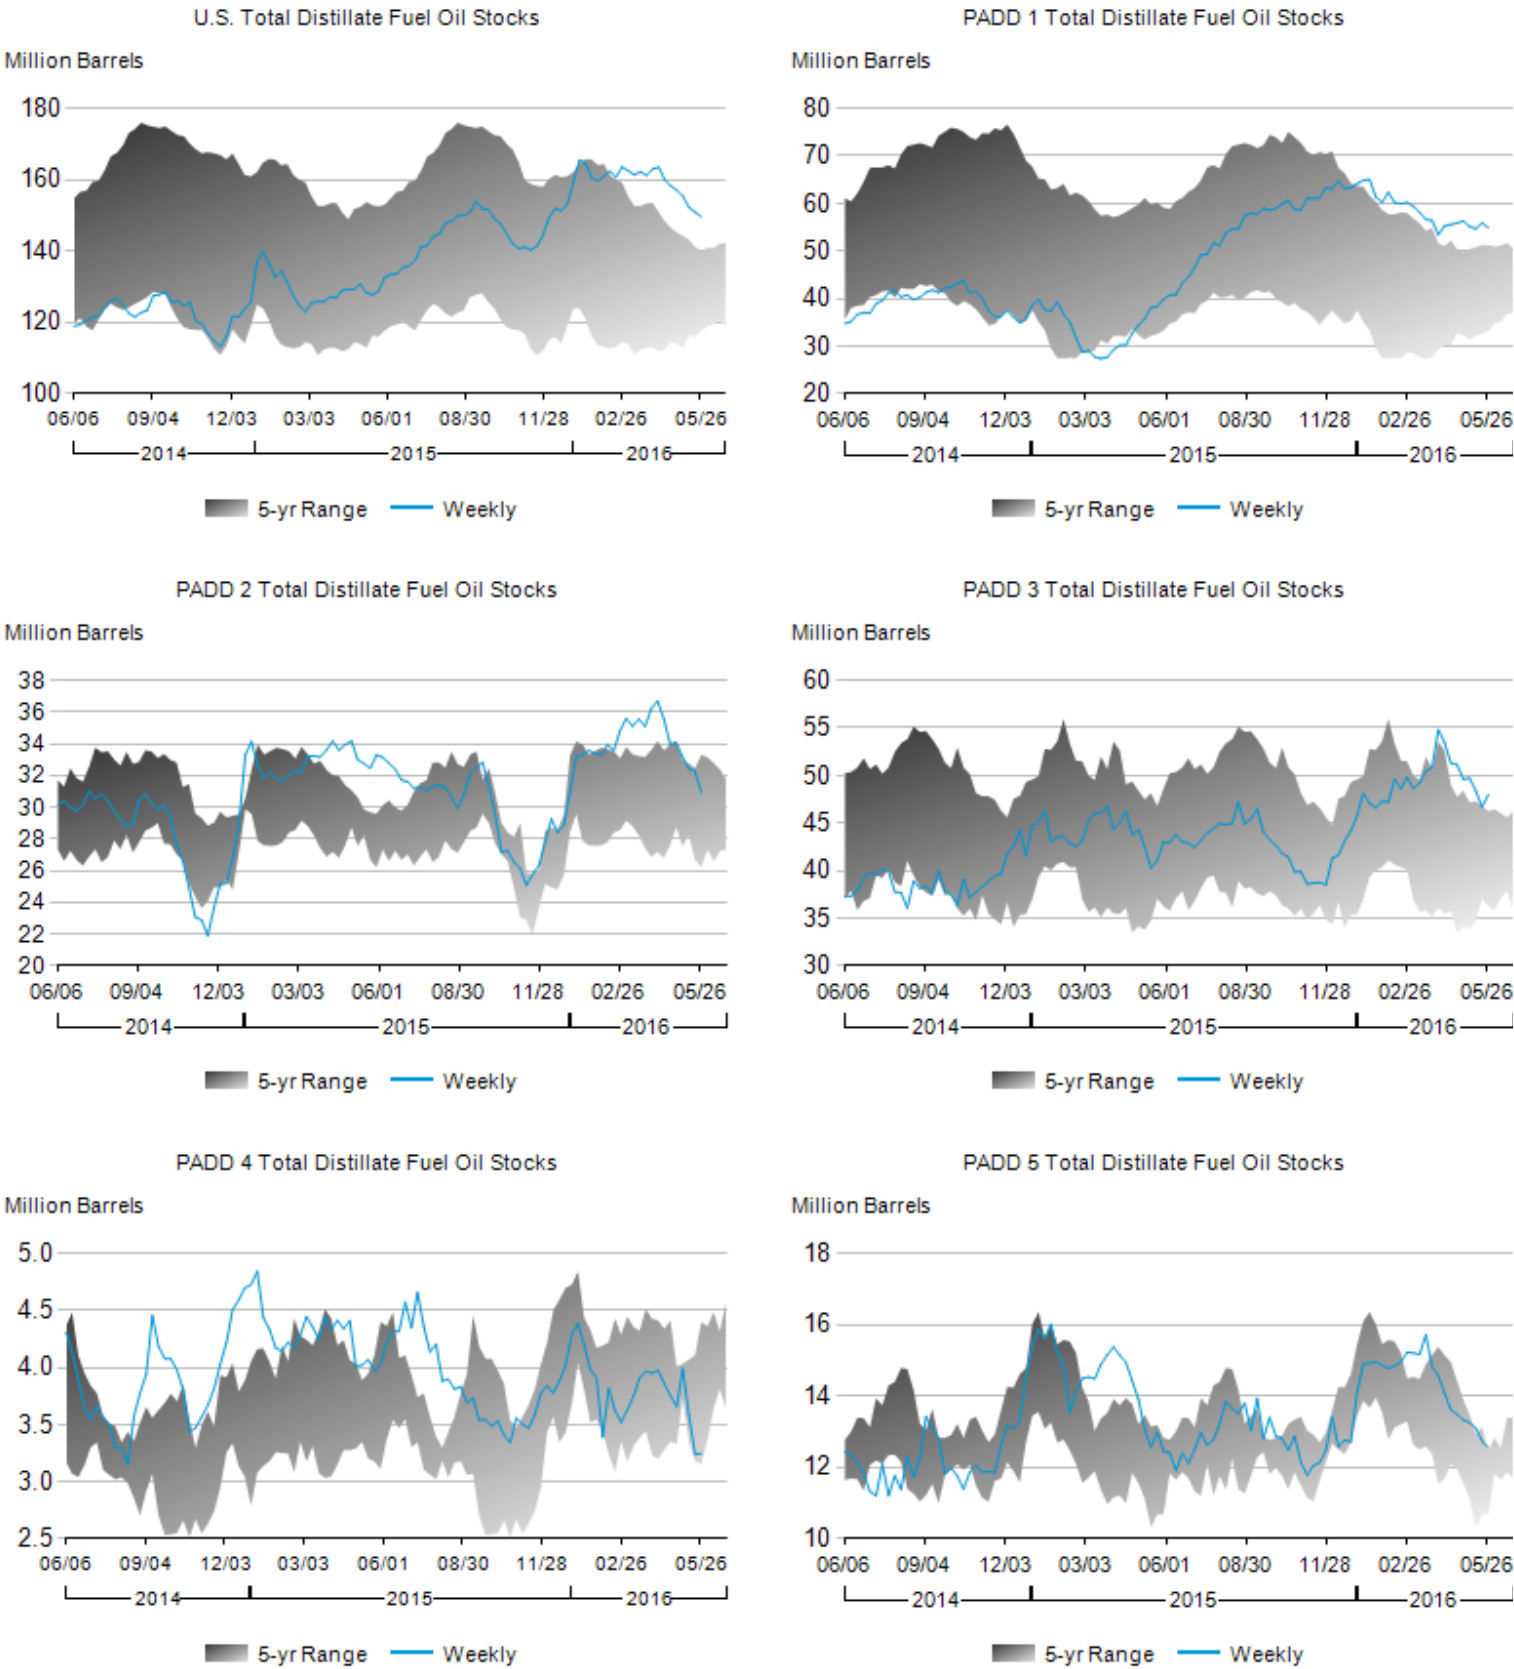 U.S. Total Distillate Fuel Oil Stocks
Million Barrels
180
160
140
120
100
06/06 09/04 12/03 03/03 06/01 08/30 11/28 02/26 05/26
2014 2015 2016
5-yr Range Weekly
PADD 1 Total Distillate Fuel Oil Stocks
Million Barrels
80
70
60
50
40
30
20
06/06 09/04 12/03 03/03 06/01 08/30 11/28 02/26 05/26
2014 2015 2016
5-yr Range Weekly
PADD 2 Total Distillate Fuel Oil Stocks
Million Barrels
38
36
34
32
30
28
26
24
22
20
06/06 09/04 12/03 03/03 06/01 08/30 11/28 02/26 05/26
2014 2015 2016
5-yr Range Weekly
PADD 3 Total Distillate Fuel Oil Stocks
Million Barrels
60
55
50
45
40
35
30
06/06 09/04 12/03 03/03 06/01 08/30 11/28 02/26 05/26
2014 2015 2016
5-yr Range Weekly
PADD 4 Total Distillate Fuel Oil Stocks
Million Barrels
5.0
4.5
4.0
3.5
3.0
2.5
06/06 09/04 12/03 03/03 06/01 08/30 11/28 02/26 05/26
2014 2015 2016
5-yr Range Weekly
PADD 5 Total Distillate Fuel Oil Stocks
Million Barrels
18
16
14
12
10
06/06 09/04 12/03 03/03 06/01 08/30 11/28 02/26 05/26
2014 2015 2016
5-yr Range Weekly